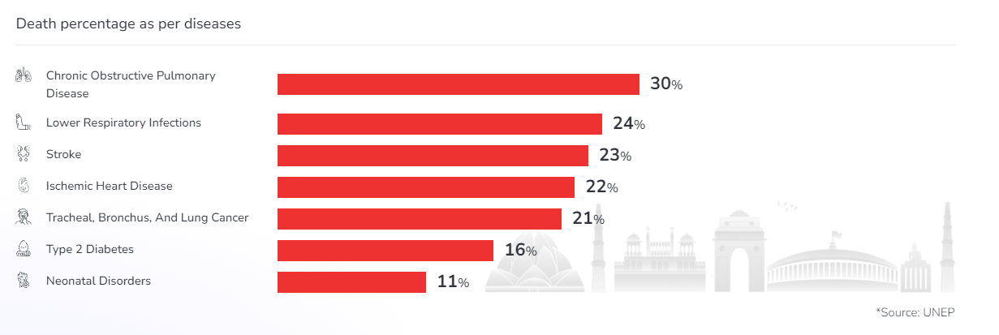 Death percentage as per diseases
Chronic Obstructive Pulmonary
Disease
30%
Lower Respiratory Infections
24%
Stroke
23%
Ischemic Heart Disease
22%
Tracheal, Bronchus, And Lung Cancer
21%
Type 2 Diabetes
16%
Neonatal Disorders
11%
*Source: UNEP